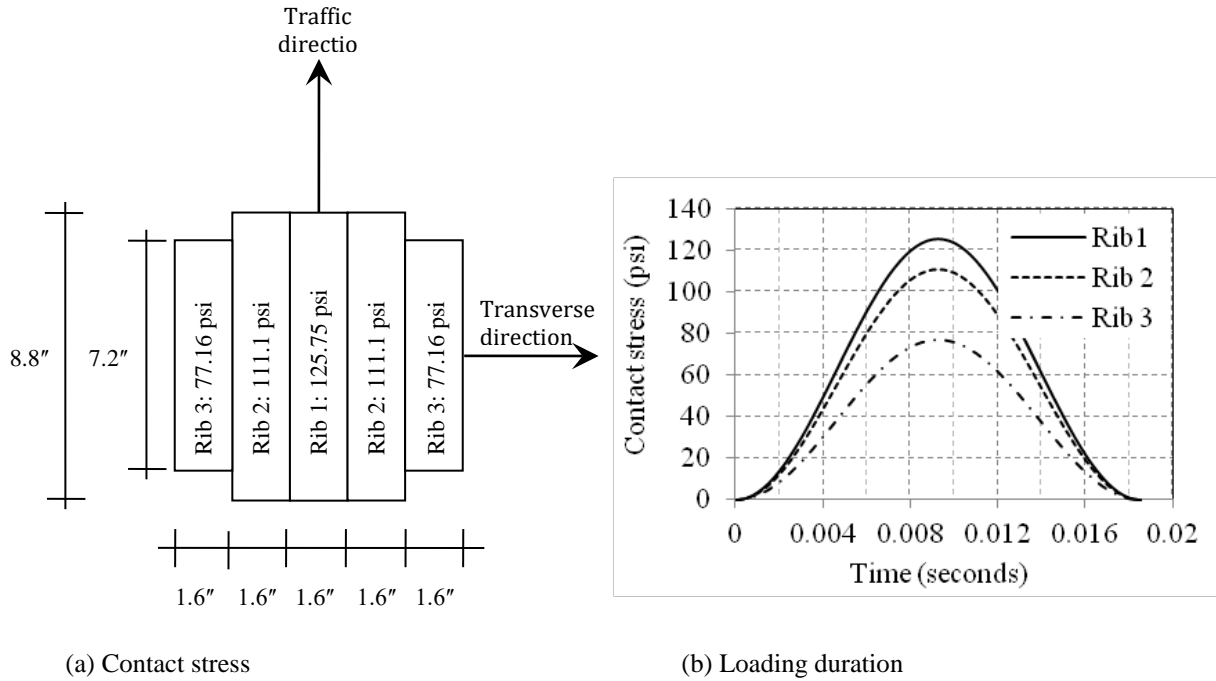 Traffic
directio
Transverse
direction
8.8″
7.2″
Rib 3: 77.16 psi
Rib 2: 111.1 psi
Rib 1: 125.75 psi
Rib 2: 111.1 psi
Rib 3: 77.16 psi
1.6″ 1.6″ 1.6″ 1.6″ 1.6″
(a) Contact stress
Contact stress (psi)
140
120
100
80
60
40
20
0
Rib1
Rib 2
Rib 3
0 0.004 0.008 0.012 0.016 0.02
Time (seconds)
(b) Loading duration